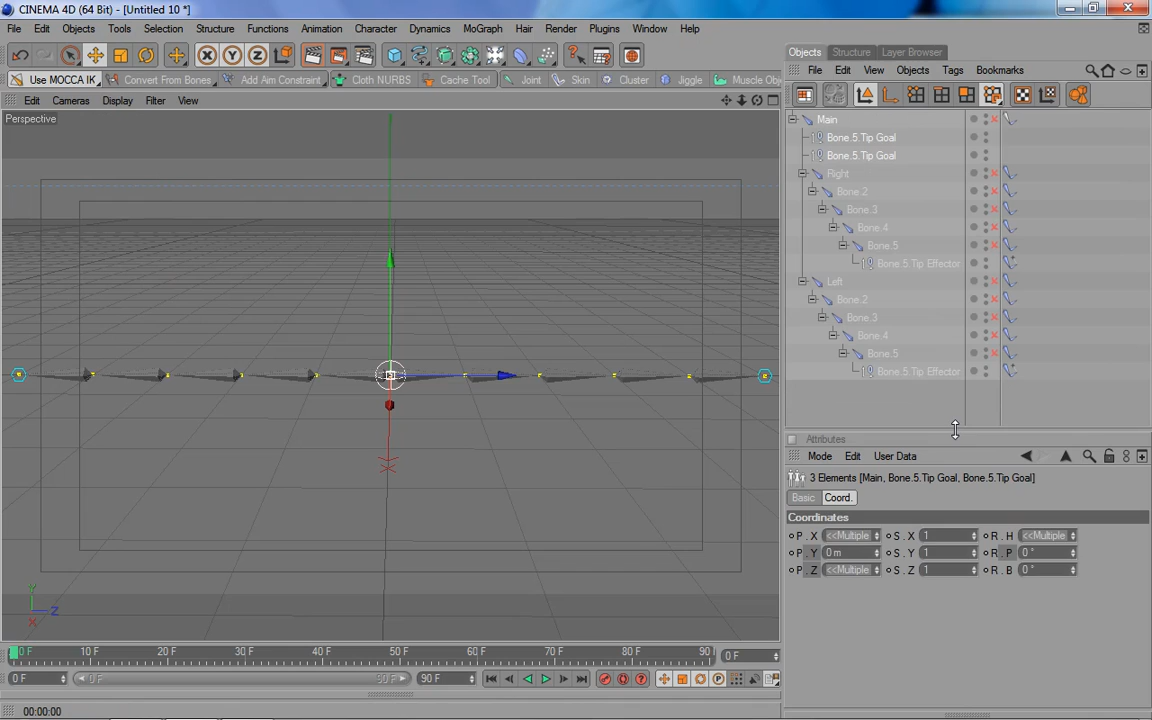 CINEMA 4D (64 Bit) - [Untitled 10 *]
File Edit Objects Tools Selection Structure Functions Animation Character Dynamics MoGraph Hair Render Plugins Window Help
Use MOCCA IK Convert From Bones Add Aim Constraint Cloth NURBS Cache Tool Joint Skin Cluster Jiggle Muscle Obj
Edit Cameras Display Filter View
Perspective
Y
Z
X
0 F 10 F 20 F 30 F 40 F 50 F 60 F 70 F 80 F 90 0 F
0 F 0 F 90 F 90 F
00:00:00
Objects Structure Layer Browser
File Edit View Objects Tags Bookmarks
Main
Bone.5.Tip Goal
Bone.5.Tip Goal
Right
Bone.2
Bone.3
Bone.4
Bone.5
Bone.5.Tip Effector
Left
Bone.2
Bone.3
Bone.4
Bone.5
Bone.5.Tip Effector
Attributes
Mode Edit User Data
3 Elements [Main, Bone.5.Tip Goal, Bone.5.Tip Goal]
Basic Coord.
Coordinates
P . X <<Multiple S . X 1 R . H <<Multiple
P . Y 0 m S . Y 1 R . P 0 °
P . Z <<Multiple S . Z 1 R . B 0 °